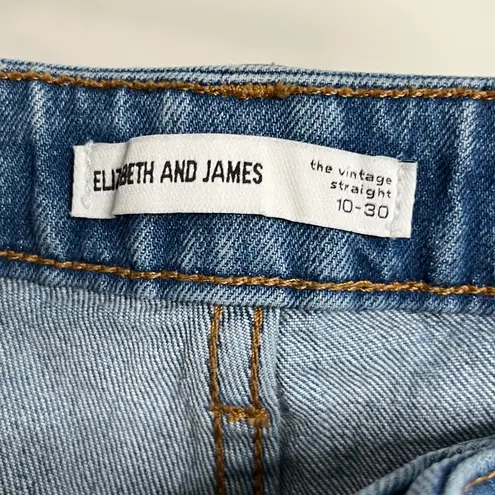 ELIZABETH AND JAMES
the vintage
straight
10-30